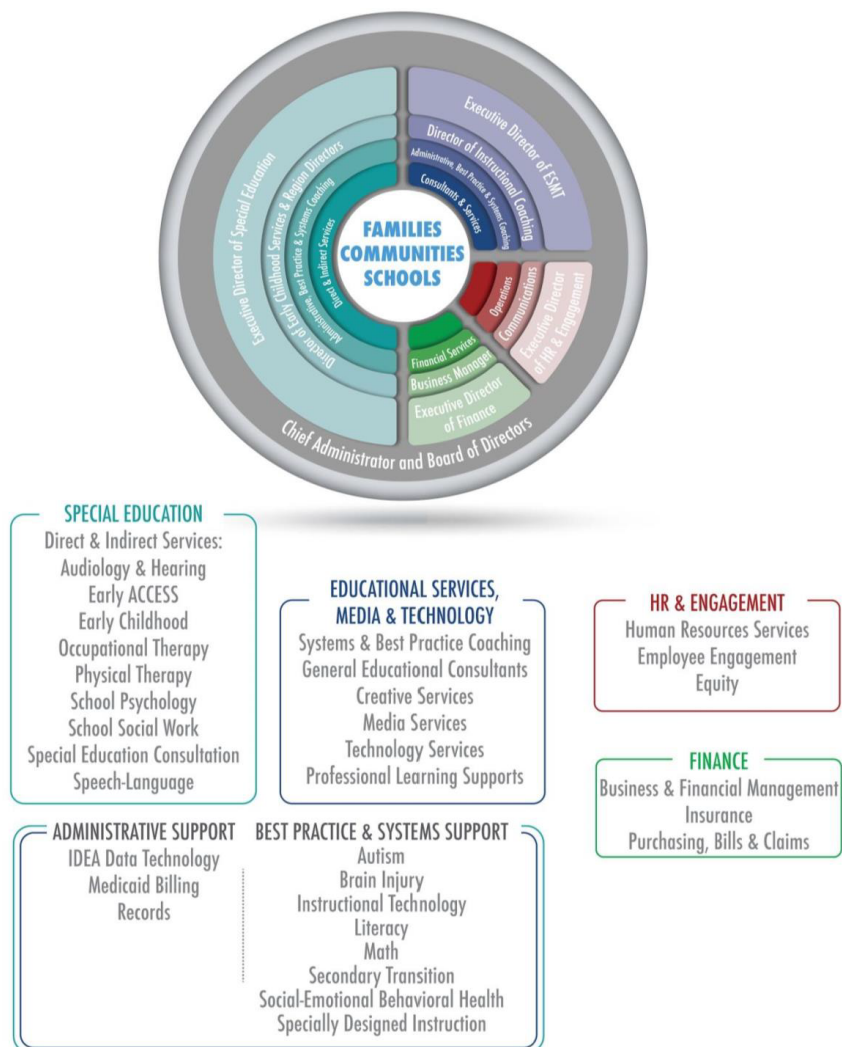 Executive Director of Special Education
Director of Early Childhood Services & Region Directors
Administrative, Best Practice & Systems Coaching
Direct & Indirect Services
Executive Director of ESMT
Director of Instructional Coaching
Administrative, Best Practice & Systems Coaching
Consultants & Services
FAMILIES
COMMUNITIES
SCHOOLS
Operations
Communications
Executive Director
of HR & Engagement
Financial Services
Business Manager
Executive Director
of Finance
Chief Administrator and Board of Directors
SPECIAL EDUCATION
Direct & Indirect Services:
Audiology & Hearing
Early ACCESS
Early Childhood
Occupational Therapy
Physical Therapy
School Psychology
School Social Work
Special Education Consultation
Speech-Language
EDUCATIONAL SERVICES,
MEDIA & TECHNOLOGY
Systems & Best Practice Coaching
General Educational Consultants
Creative Services
Media Services
Technology Services
Professional Learning Supports
HR & ENGAGEMENT
Human Resources Services
Employee Engagement
Equity
FINANCE
Business & Financial Management
Insurance
Purchasing, Bills & Claims
ADMINISTRATIVE SUPPORT
IDEA Data Technology
Medicaid Billing
Records
BEST PRACTICE & SYSTEMS SUPPORT
Autism
Brain Injury
Instructional Technology
Literacy
Math
Secondary Transition
Social-Emotional Behavioral Health
Specially Designed Instruction